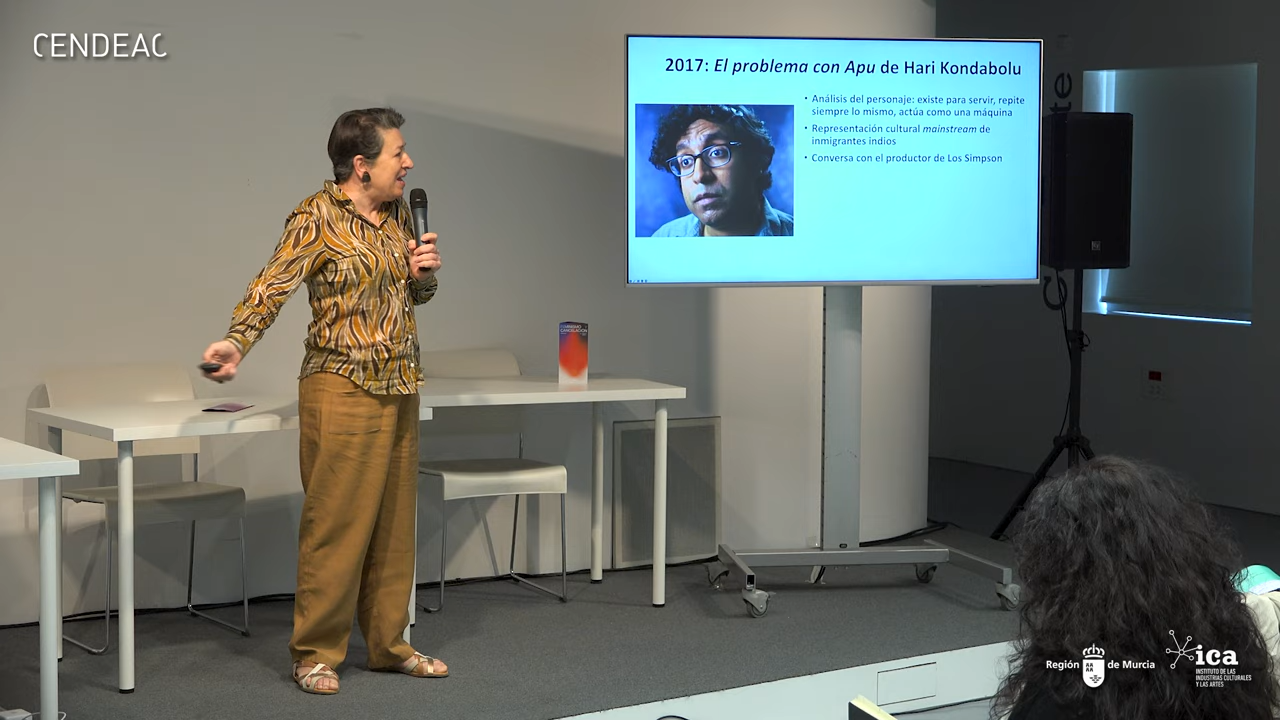 CENDEAC
2017: El problema con Apu de Hari Kondabolu
• Análisis del personaje: existe para servir, repite
siempre lo mismo, actúa como una máquina
• Representación cultural mainstream de
inmigrantes indios
• Conversa con el productor de Los Simpson
Región de Murcia
ica
INSTITUTO DE LAS
INDUSTRIAS CULTURALES
Y LAS ARTES